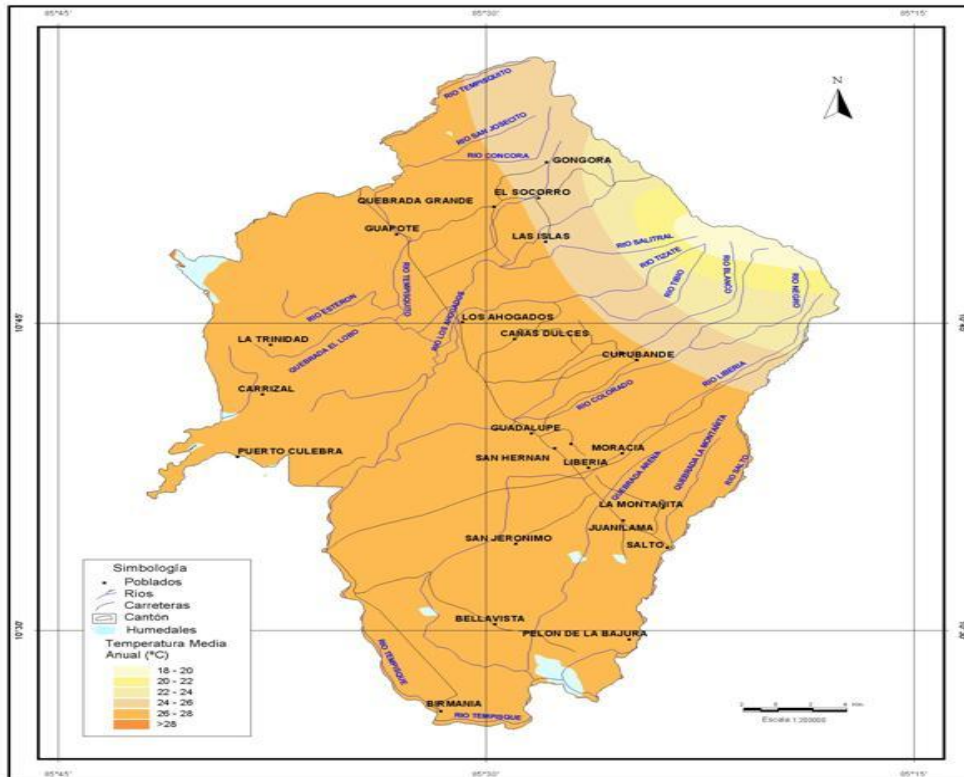 85°45'
85°30'
85°15'
N
RIO TEMPISQUITO
RIO SAN JOSECITO
RIO CONCORA
GONGORA
EL SOCORRO
QUEBRADA GRANDE
GUAPOTE
LAS ISLAS
RIO SALITRAL
RIO TIZATE
RIO TIBIO
RIO BLANCO
RIO NEGRO
RIO TEMPISQUITO
RIO ESTERON
RIO LOS AHOGADOS
LOS AHOGADOS
10°45'
LA TRINIDAD
QUEBRADA EL LOBO
CAÑAS DULCES
CURUBANDE
RIO LIBERIA
RIO COLORADO
CARRIZAL
GUADALUPE
MORACIA
SAN HERNAN
LIBERIA
PUERTO CULEBRA
QUEBRADA ARENA
QUEBRADA LA MONTAÑITA
RIO SALTO
LA MONTAÑITA
JUANILAMA
SAN JERONIMO
SALTO
BELLAVISTA
PELON DE LA BAJURA
10°30'
RIO TEMPISQUE
BIRMANIA
RIO TEMPISQUE
Simbología
Poblados
Rios
Carreteras
Cantón
Humedales
Temperatura Media
Anual (°C)
18 - 20
20 - 22
22 - 24
24 - 26
26 - 28
>28
Km.
Escala 1:200000
85°45'
85°30'
85°15'